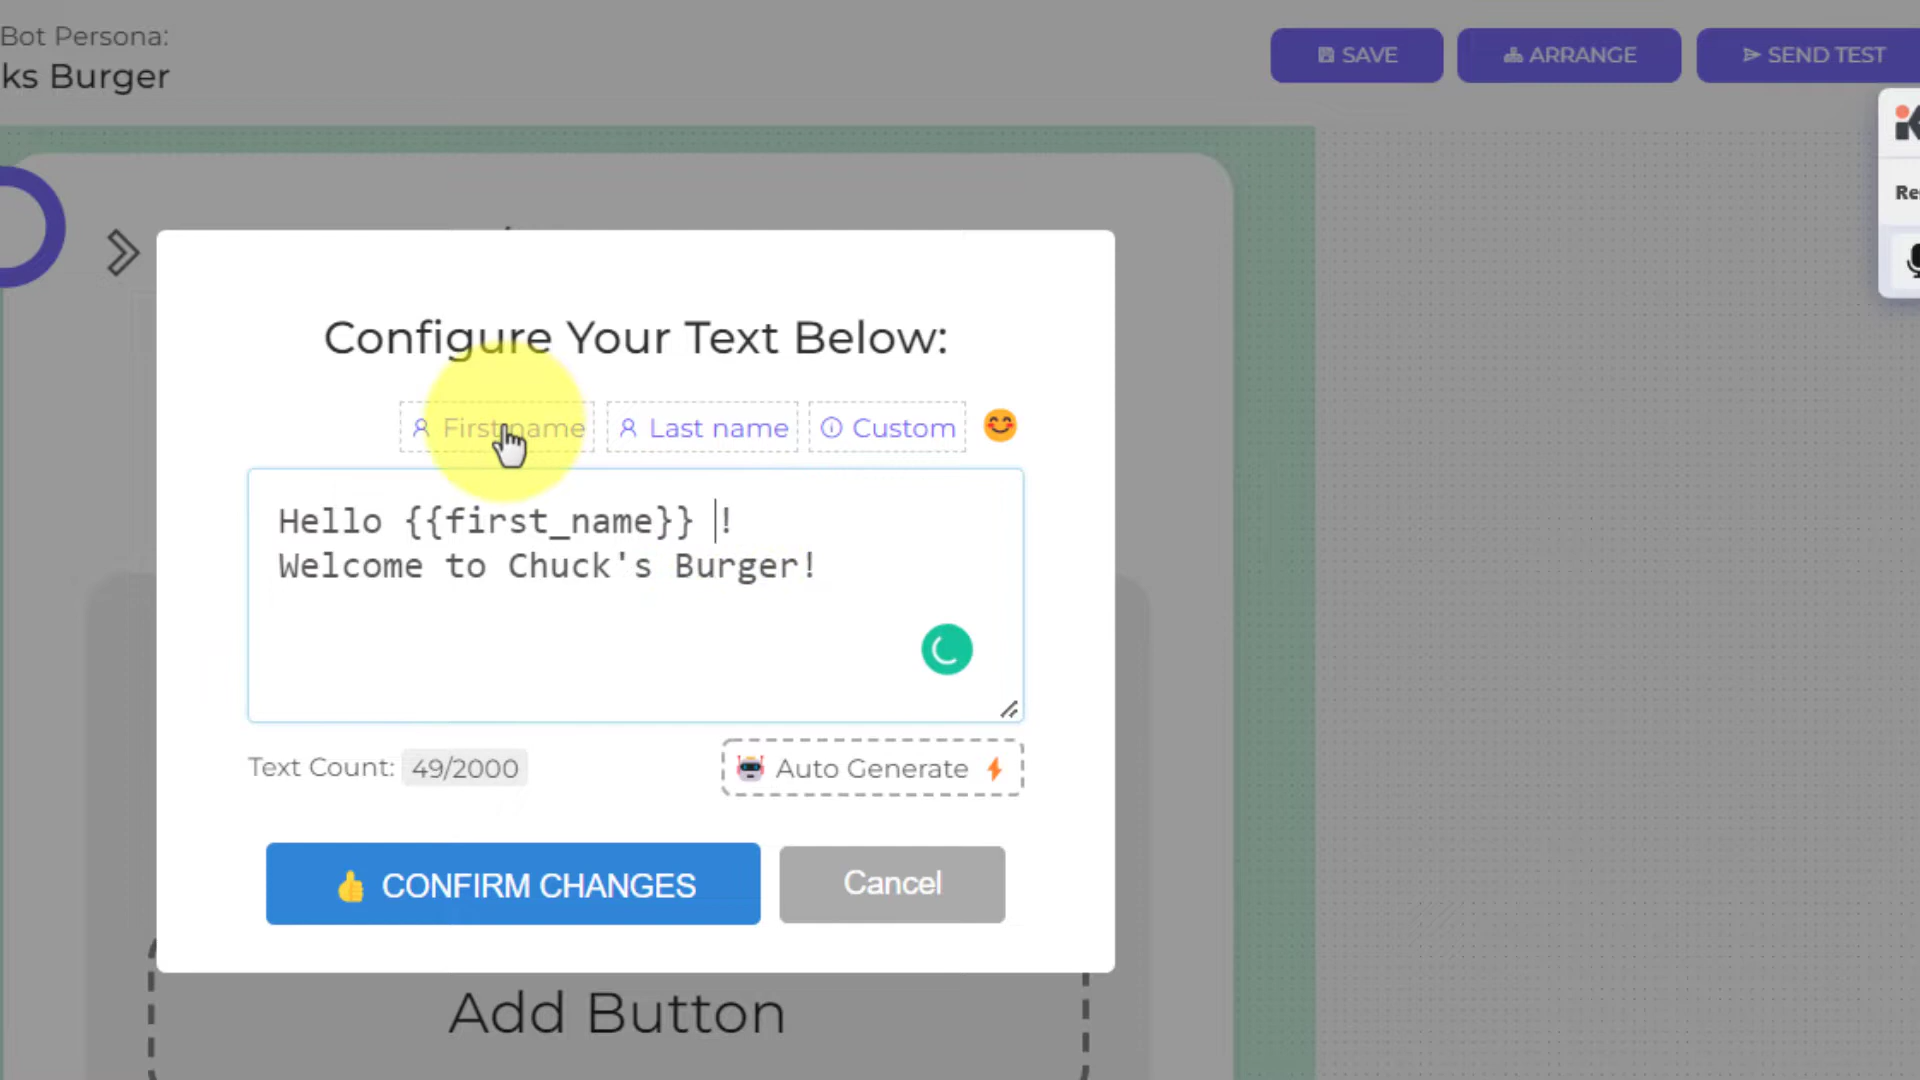 Bot Persona:
ks Burger
SAVE
ARRANGE
SEND TEST
Re
Configure Your Text Below:
First name
Last name
Custom
Hello {{first_name}} !
Welcome to Chuck's Burger!
Text Count: 49/2000
Auto Generate
CONFIRM CHANGES
Cancel
Add Button